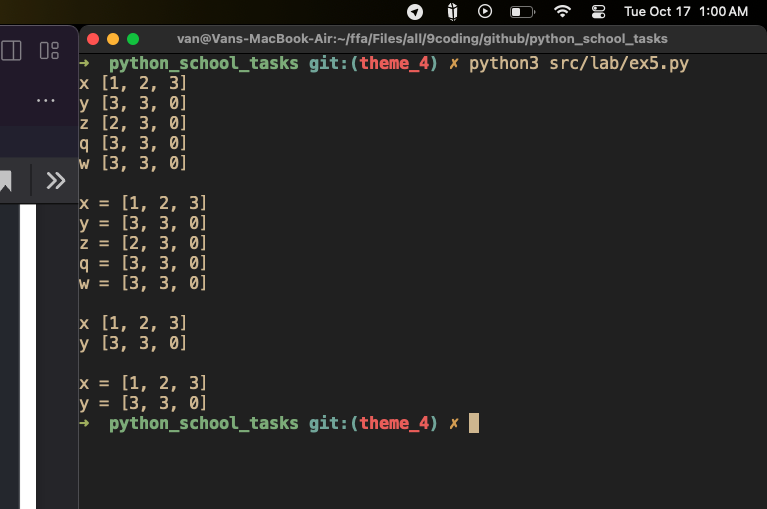 Tue Oct 17 1:00 AM
van@Vans-MacBook-Air:~/ffa/Files/all/9coding/github/python_school_tasks
→ python_school_tasks git:(theme_4) ✗ python3 src/lab/ex5.py
x [1, 2, 3]
y [3, 3, 0]
z [2, 3, 0]
q [3, 3, 0]
w [3, 3, 0]

x = [1, 2, 3]
y = [3, 3, 0]
z = [2, 3, 0]
q = [3, 3, 0]
w = [3, 3, 0]

x [1, 2, 3]
y [3, 3, 0]

x = [1, 2, 3]
y = [3, 3, 0]
→ python_school_tasks git:(theme_4) ✗